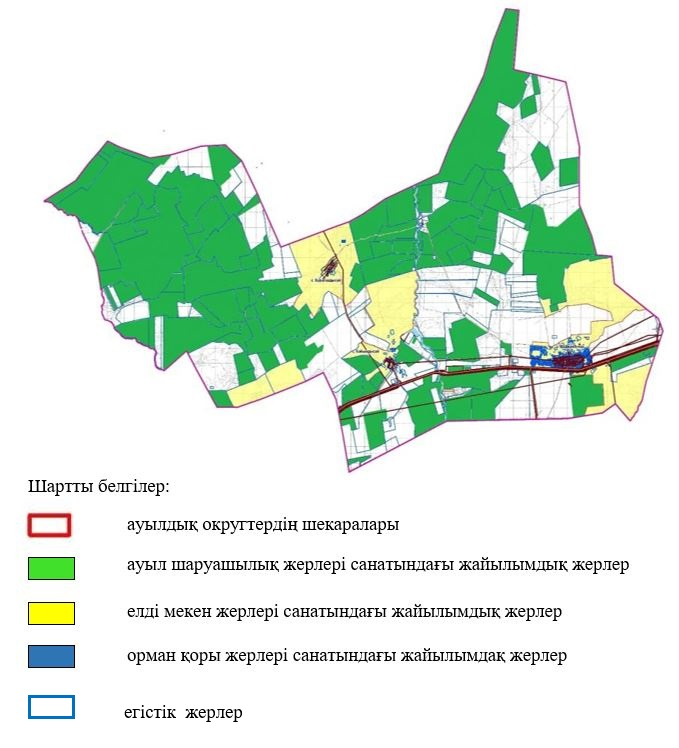 Шартты белгілер:
ауылдық округтердің шекаралары
ауыл шаруашылық жерлері санатындағы жайылымдық жерлер
елді мекен жерлері санатындағы жайылымдық жерлер
орман қоры жерлері санатындағы жайылымдақ жерлер
егістік жерлер